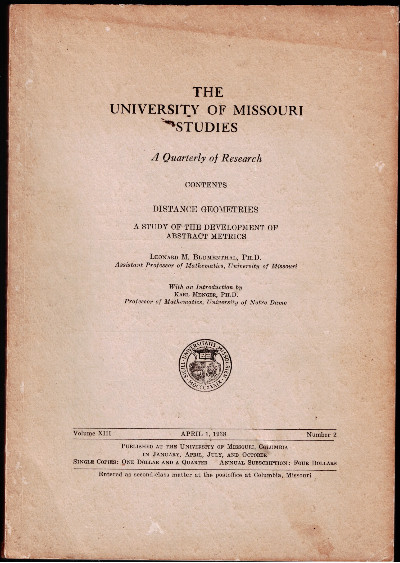 THE
UNIVERSITY OF MISSOURI
STUDIES
A Quarterly of Research
CONTENTS
DISTANCE GEOMETRIES
A STUDY OF THE DEVELOPMENT OF
ABSTRACT METRICS
LEONARD M. BLUMENTHAL, PH.D.
Assistant Professor of Mathematics, University of Missouri
With an Introduction by
KARL MENGER, PH.D.
Professor of Mathematics, University of Notre Dame
Volume XIII APRIL 1, 1938 Number 2
PUBLISHED AT THE UNIVERSITY OF MISSOURI, COLUMBIA
IN JANUARY, APRIL, JULY, AND OCTOBER
SINGLE COPIES: ONE DOLLAR AND A QUARTER ANNUAL SUBSCRIPTION: FOUR DOLLARS
Entered as second-class matter at the postoffice at Columbia, Missouri